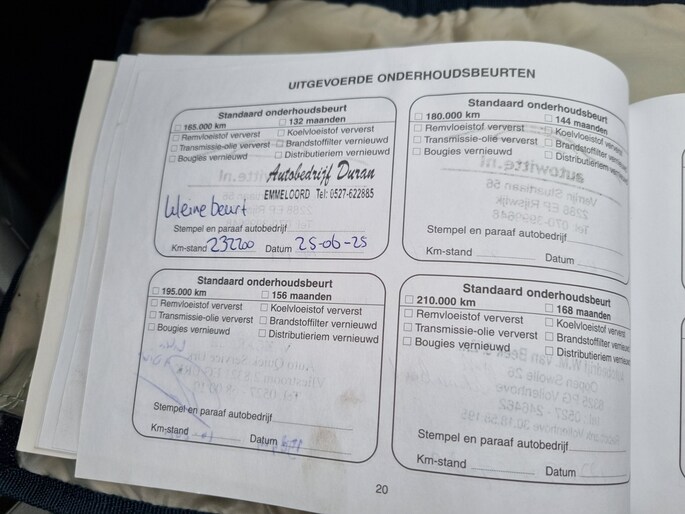 UITGEVOERDE ONDERHOUDSBEURTEN
Standaard onderhoudsbeurt
165.000 km 132 maanden
Remvloeistof ververst Koelvloeistof ververst
Transmissie-olie ververst Brandstoffilter vernieuwd
Bougies vernieuwd Distributieriem vernieuwd
Autobedrijf Duran
EMMELOORD Tel: 0527-622885
kleine beurt
Stempel en paraaf autobedrijf
Km-stand 232200 Datum 25-06-25
Standaard onderhoudsbeurt
180.000 km 144 maanden
Remvloeistof ververst Koelvloeistof ververst
Transmissie-olie ververst Brandstoffilter vernieuwd
Bougies vernieuwd Distributieriem vernieuwd
Stempel en paraaf autobedrijf
Km-stand Datum
Standaard onderhoudsbeurt
195.000 km 156 maanden
Remvloeistof ververst Koelvloeistof ververst
Transmissie-olie ververst Brandstoffilter vernieuwd
Bougies vernieuwd Distributieriem vernieuwd
Stempel en paraaf autobedrijf
Km-stand Datum
Standaard onderhoudsbeurt
210.000 km 168 maanden
Remvloeistof ververst Koelvloeistof ververst
Transmissie-olie ververst Brandstoffilter vernieuwd
Bougies vernieuwd Distributieriem vernieuwd
Stempel en paraaf autobedrijf
Km-stand Datum
20